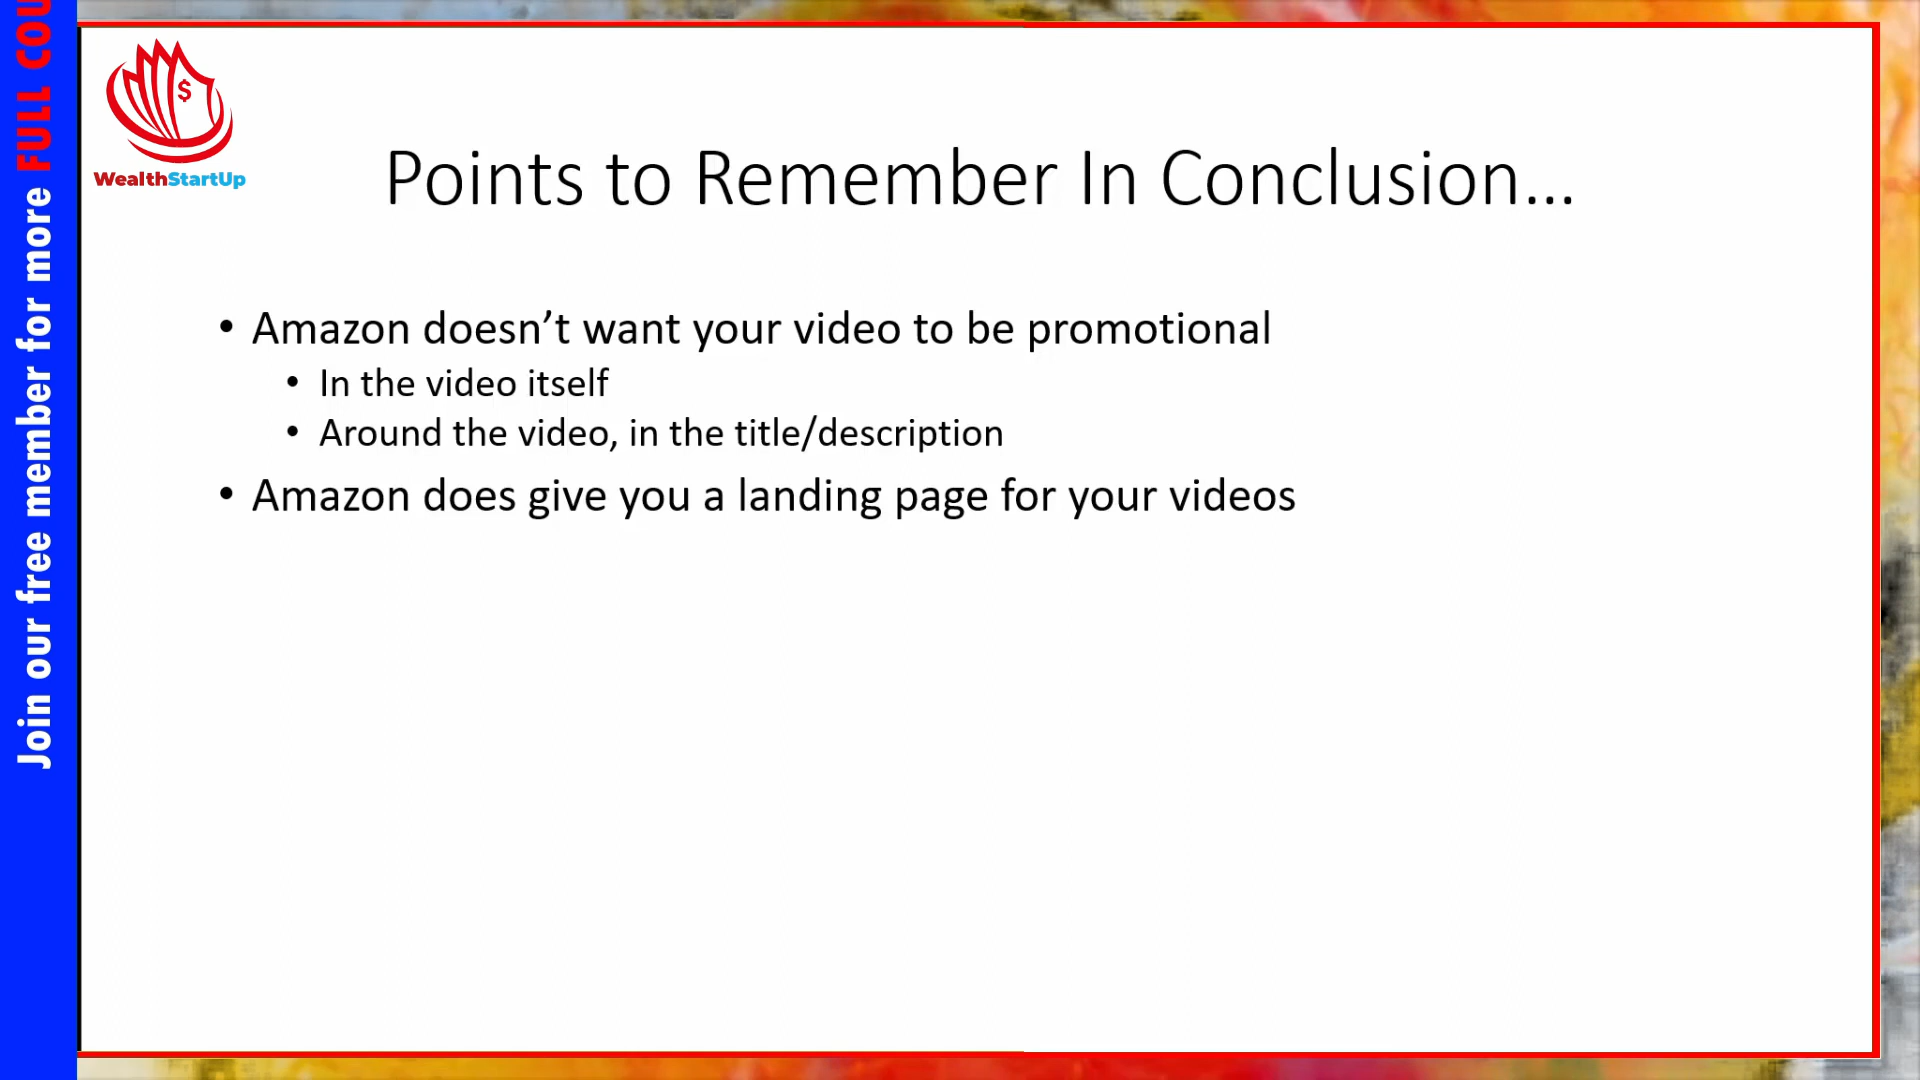 Join our free member for more FULL
$
WealthStartUp
Points to Remember In Conclusion...
• Amazon doesn’t want your video to be promotional
• In the video itself
• Around the video, in the title/description
• Amazon does give you a landing page for your videos